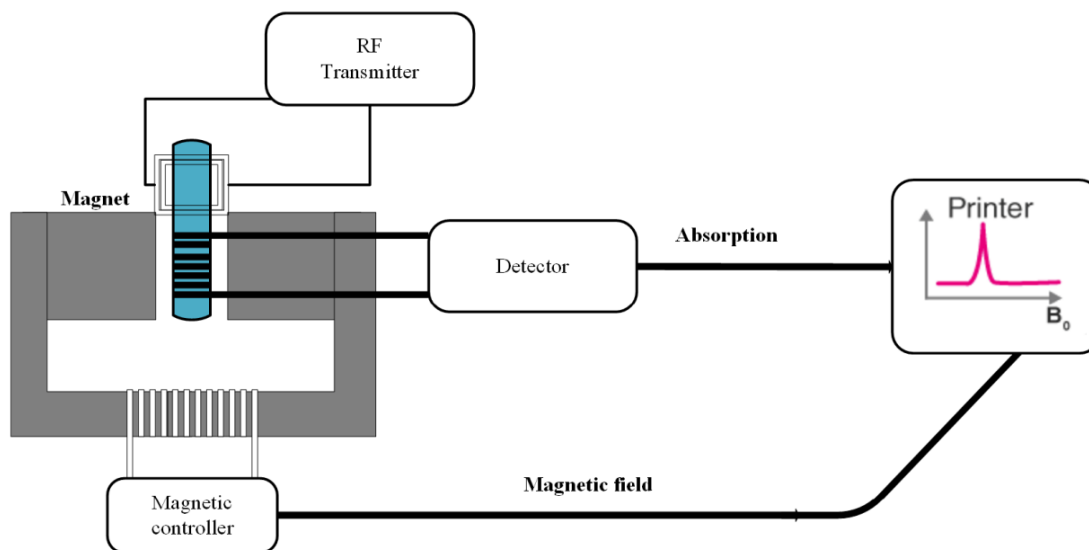 RF
Transmitter
Magnet
Detector
Absorption
Printer
B₀
Magnetic field
Magnetic
controller